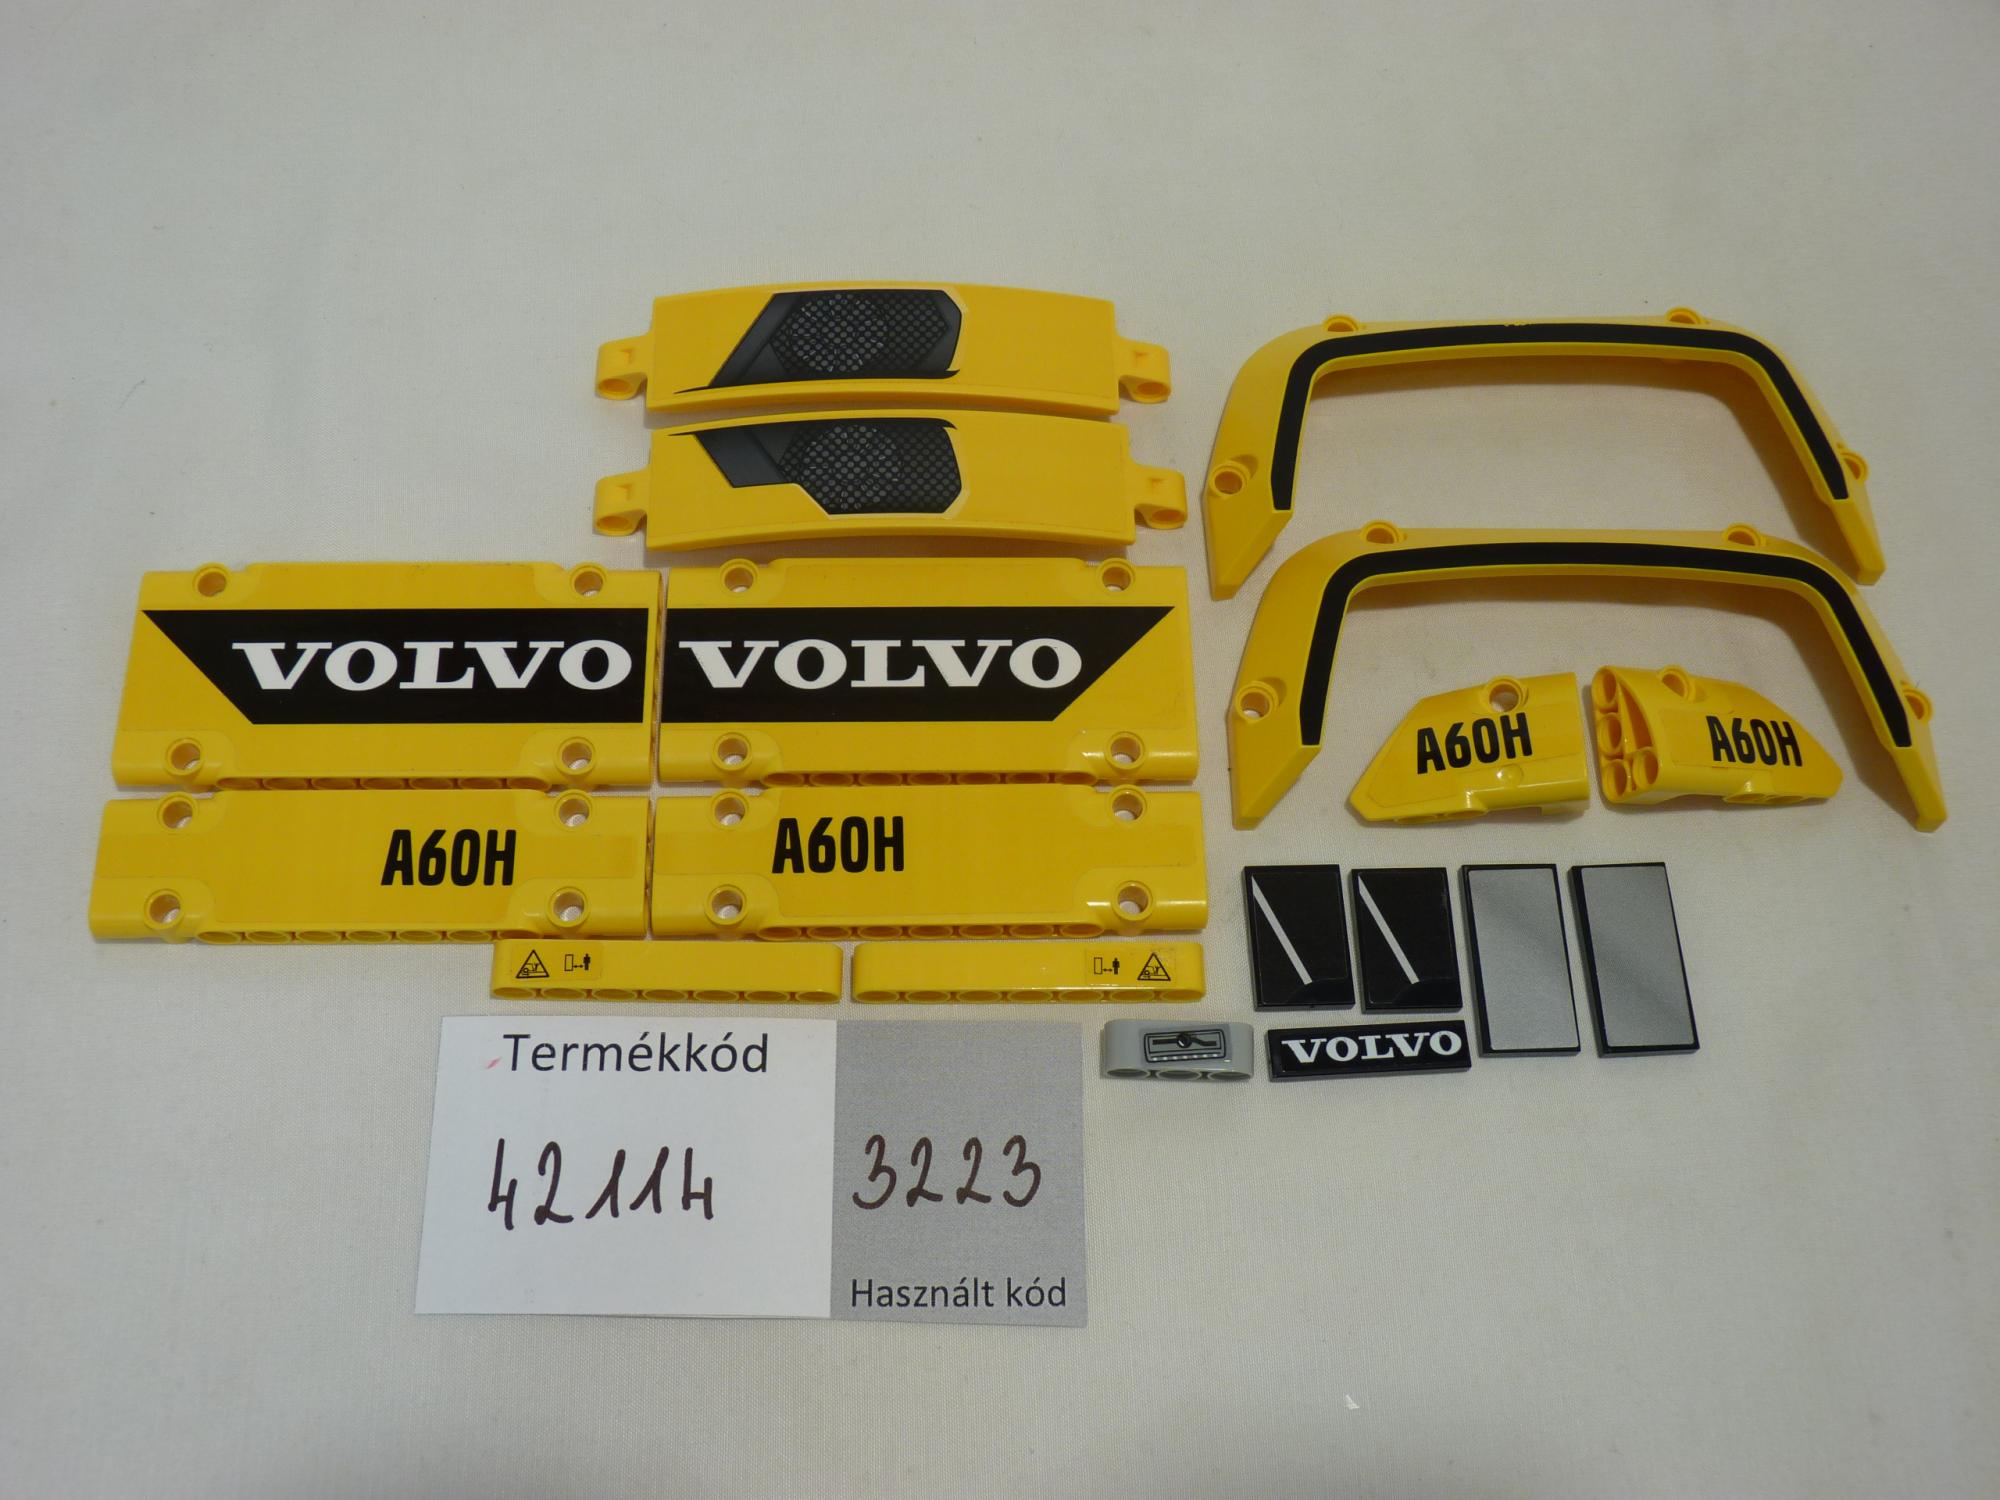 VOLVO
VOLVO
A60H
A60H
A60H
A60H
VOLVO
Termékkód
42114
3223
Használt kód